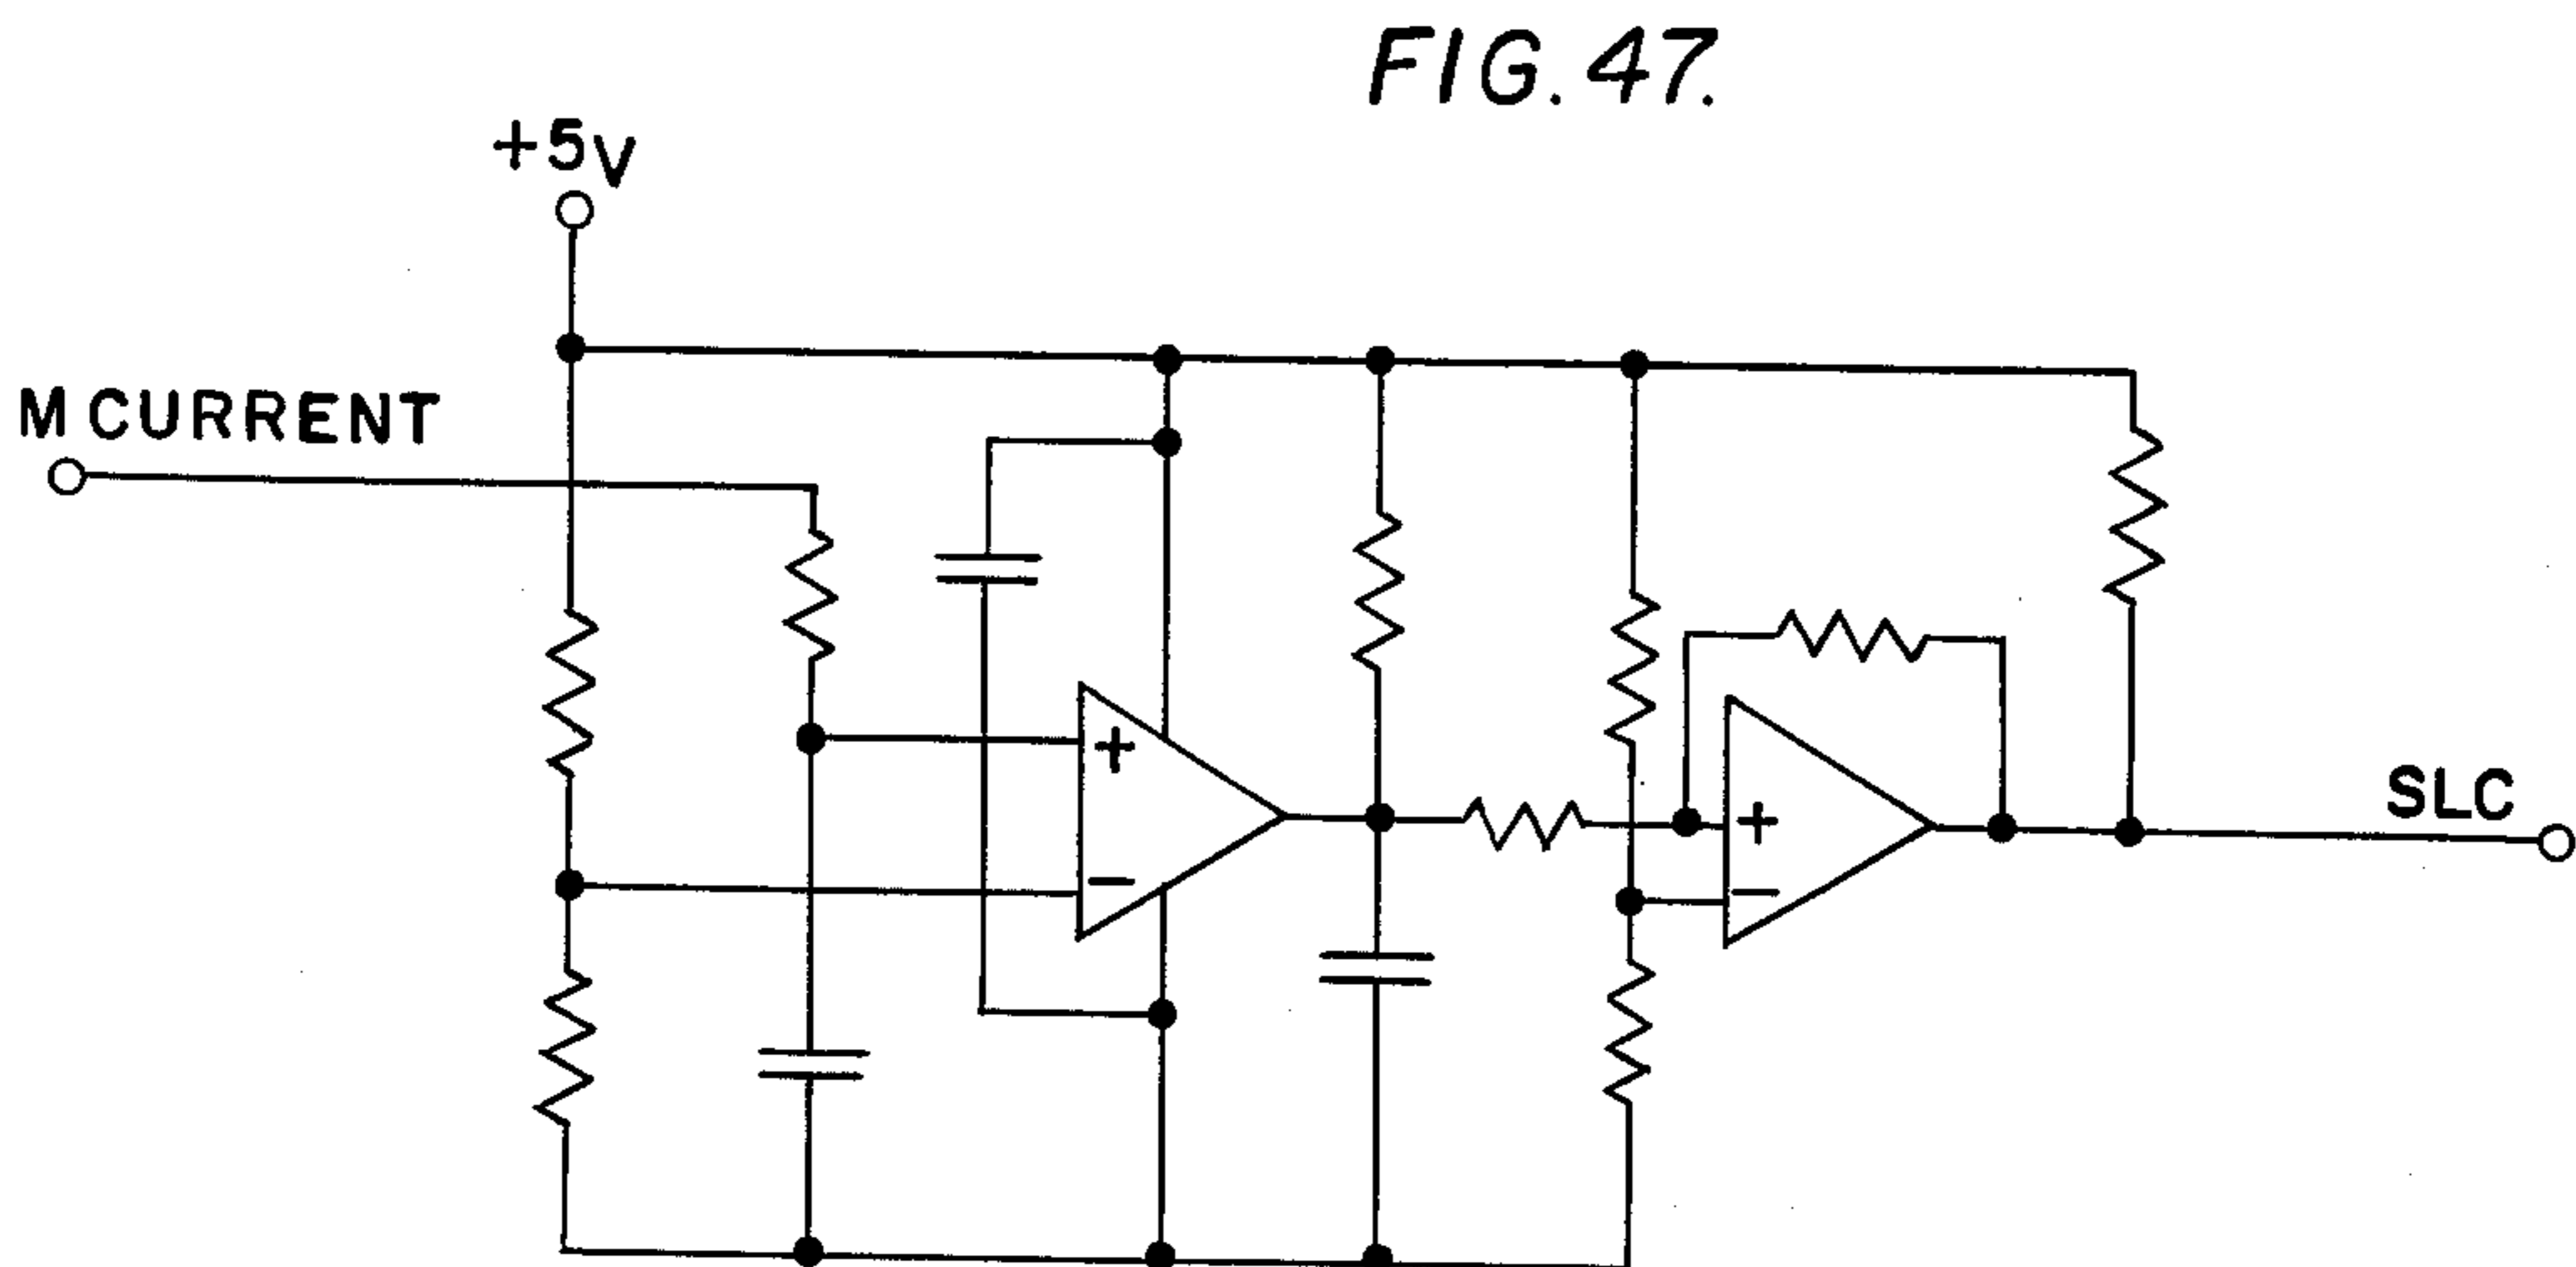 FIG. 47.
+5V
M CURRENT
+
−
+
−
SLC